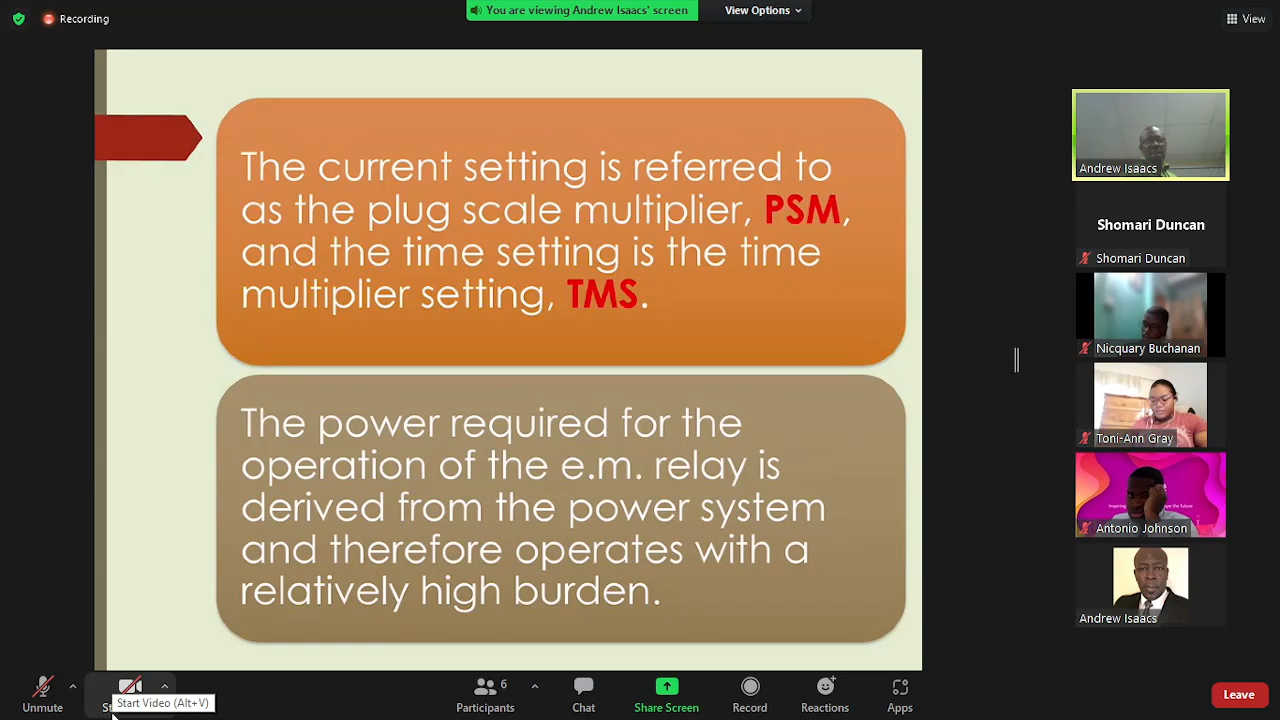 Recording
You are viewing Andrew Isaacs' screen
View Options
View
The current setting is referred to
as the plug scale multiplier, PSM,
and the time setting is the time
multiplier setting, TMS.
The power required for the
operation of the e.m. relay is
derived from the power system
and therefore operates with a
relatively high burden.
Andrew Isaacs
Shomari Duncan
Shomari Duncan
Nicquary Buchanan
Toni-Ann Gray
Antonio Johnson
Andrew Isaacs
Unmute
St
Start Video (Alt+V)
6
Participants
Chat
Share Screen
Record
Reactions
Apps
Leave